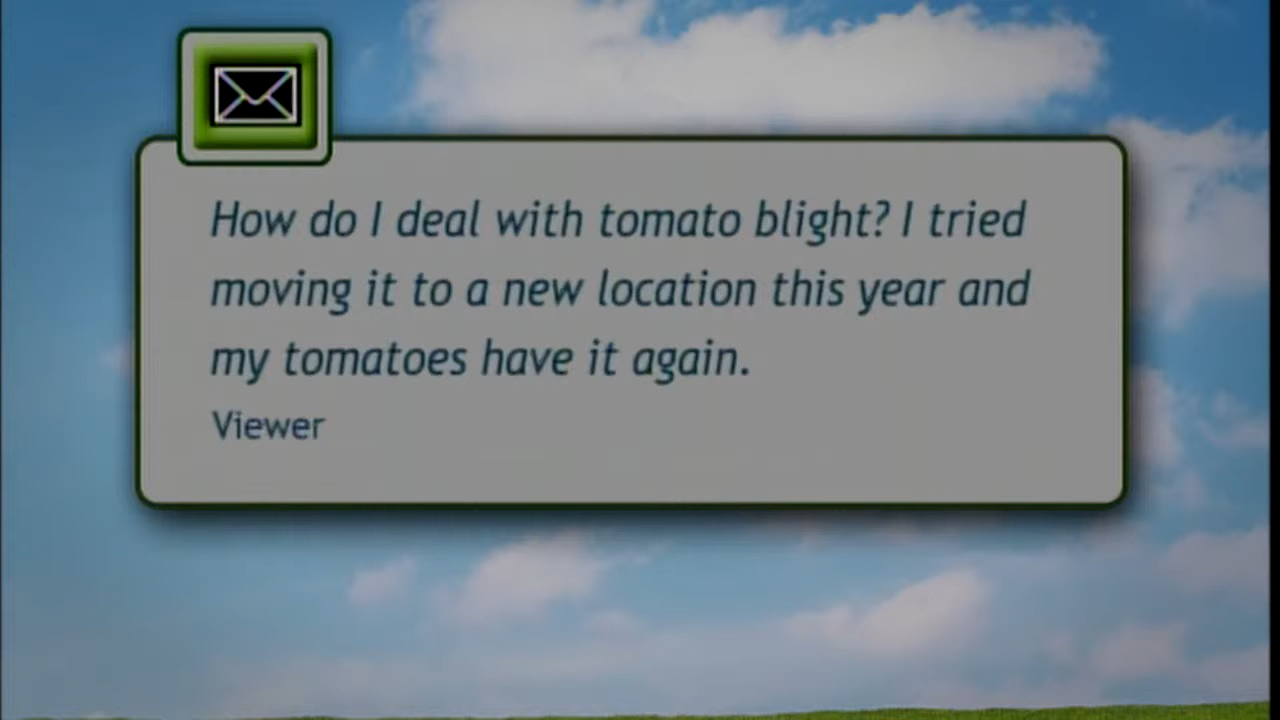 How do I deal with tomato blight? I tried
moving it to a new location this year and
my tomatoes have it again.
Viewer